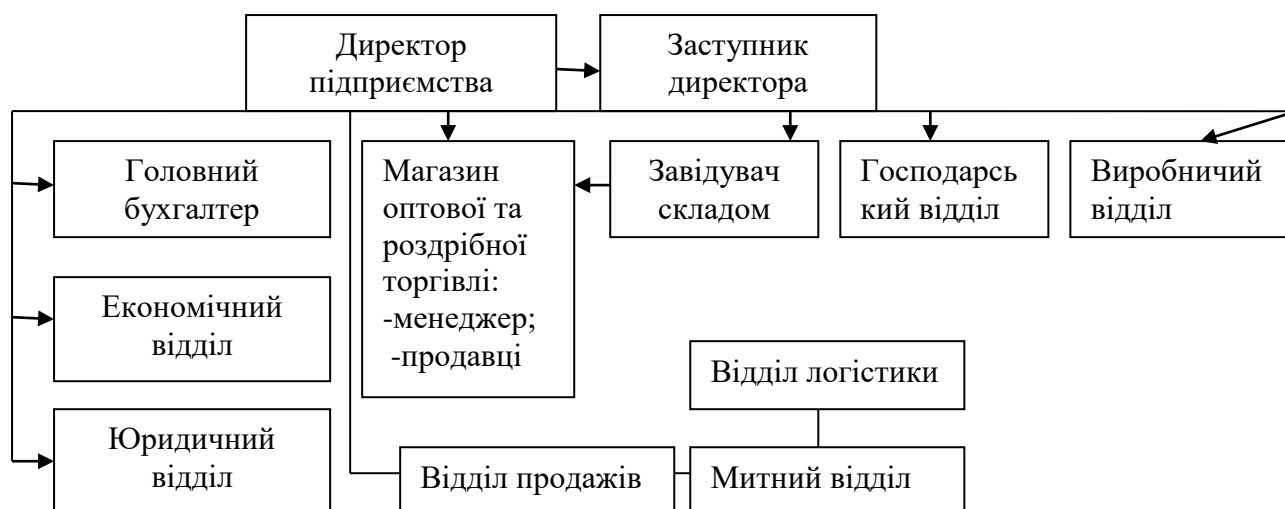 Директор
підприємства
Заступник
директора
Головний
бухгалтер
Магазин
оптової та
роздрібної
торгівлі:
-менеджер;
-продавці
Завідувач
складом
Господарсь
кий відділ
Виробничий
відділ
Економічний
відділ
Відділ логістики
Юридичний
відділ
Відділ продажів
Митний відділ